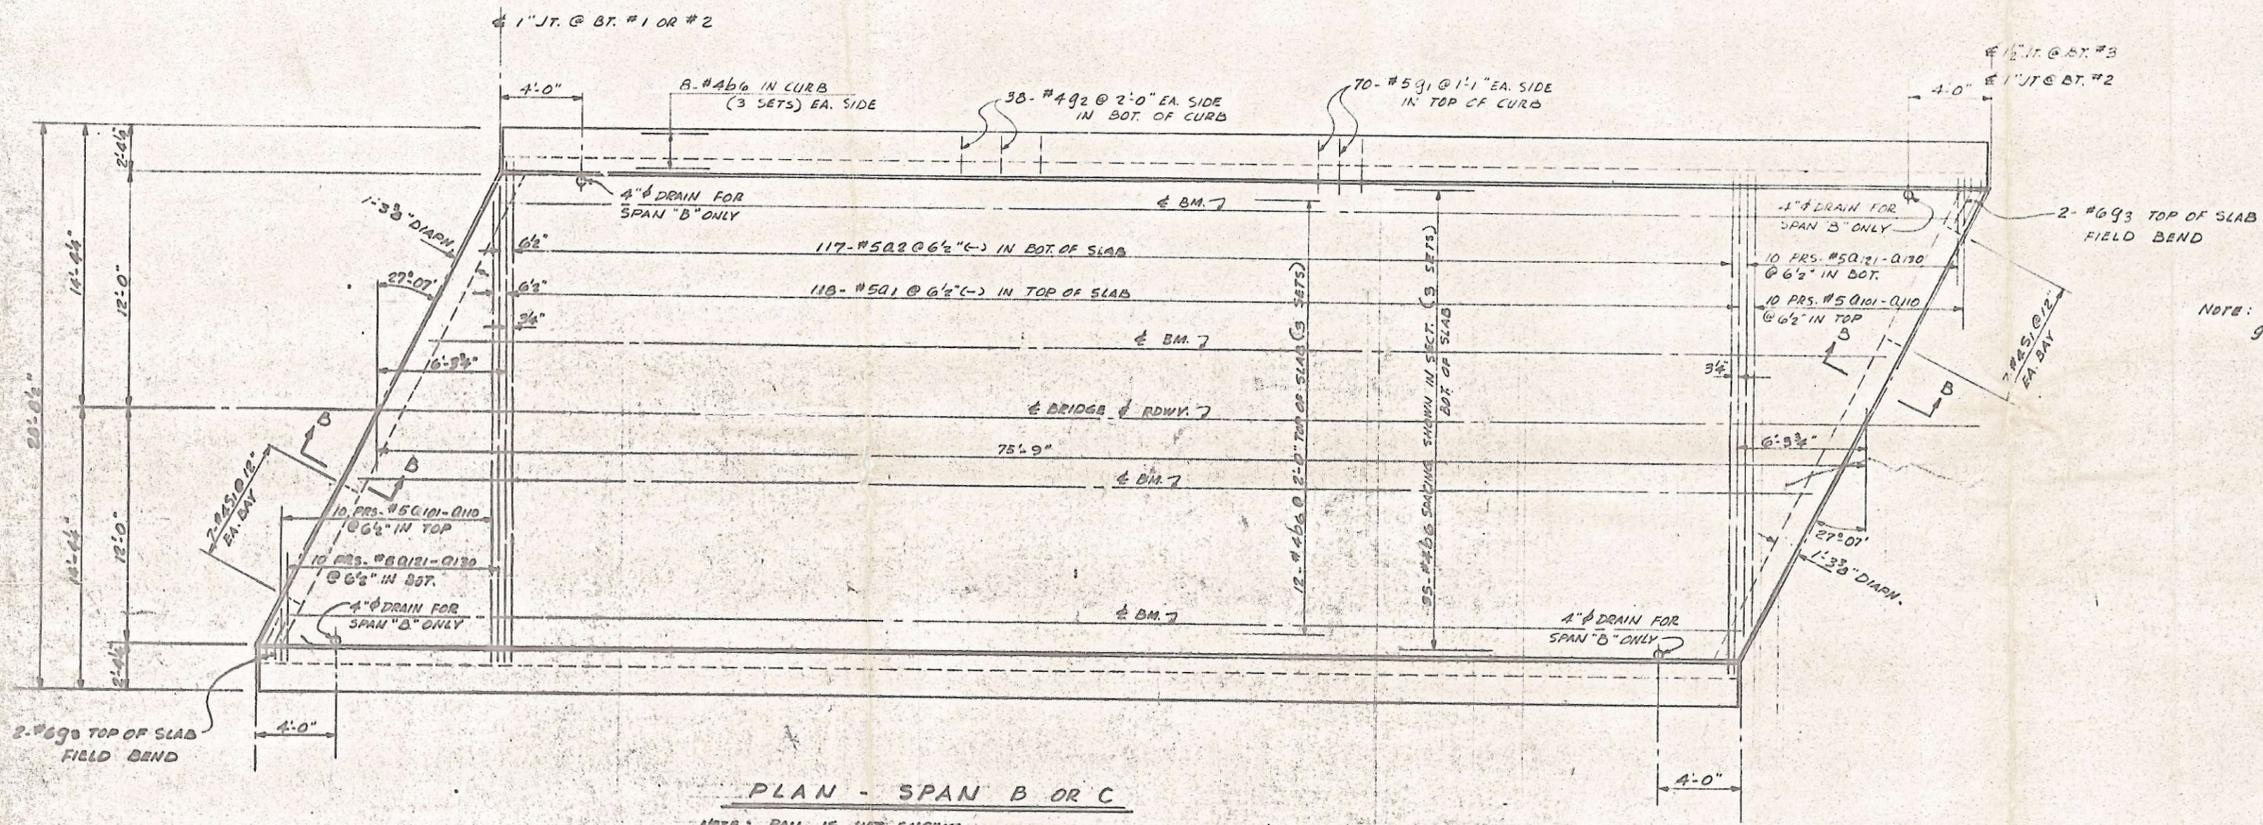 ℄ 1" JT. @ BT. #1 OR #2
℄ 1½" JT. @ BT. #3
℄ 1" JT @ BT. #2
4'-0"
8-#4b6 IN CURB
(3 SETS) EA. SIDE
38-#4g2 @ 2'-0" EA. SIDE
IN BOT. OF CURB
70-#5g1 @ 1'-1" EA. SIDE
IN TOP OF CURB
4'-0"
2'-4½"
14'-4½"
12'-0"
28'-8½"
14'-4½"
12'-0"
2'-4½"
1'-3⅜" DIAPH.
27°07'
4"ϕ DRAIN FOR
SPAN "B" ONLY
℄ BM.
6½"
117-#5a2 @ 6½"(-) IN BOT. OF SLAB
6½"
118-#5a1 @ 6½"(-) IN TOP OF SLAB
3¼"
℄ BM.
6'-3¾"
℄ BRIDGE & RDWY.
75'-9"
℄ BM.
℄ BM.
12-#4b6 @ 2'-0" TOP OF SLAB (3 SETS)
35-#4b6 SPACING SHOWN IN SECT. (3 SETS)
BOT. OF SLAB
4"ϕ DRAIN FOR
SPAN "B" ONLY
2-#6g3 TOP OF SLAB
FIELD BEND
10 PRS. #5a121-a130
@ 6½" IN BOT.
10 PRS. #5a101-a110
@ 6½" IN TOP
NOTE:
B
3¼"
B
7-#4S1 @ 12"
EA. BAY
6'-3¾"
27°07'
1'-3⅜" DIAPH.
B
B
7-#4S1 @ 12"
EA. BAY
10 PRS. #5a101-a110
@ 6½" IN TOP
10 PRS. #5a121-a130
@ 6½" IN BOT.
4"ϕ DRAIN FOR
SPAN "B" ONLY
4"ϕ DRAIN FOR
SPAN "B" ONLY
2-#6g3 TOP OF SLAB
FIELD BEND
4'-0"
4'-0"
PLAN - SPAN B OR C